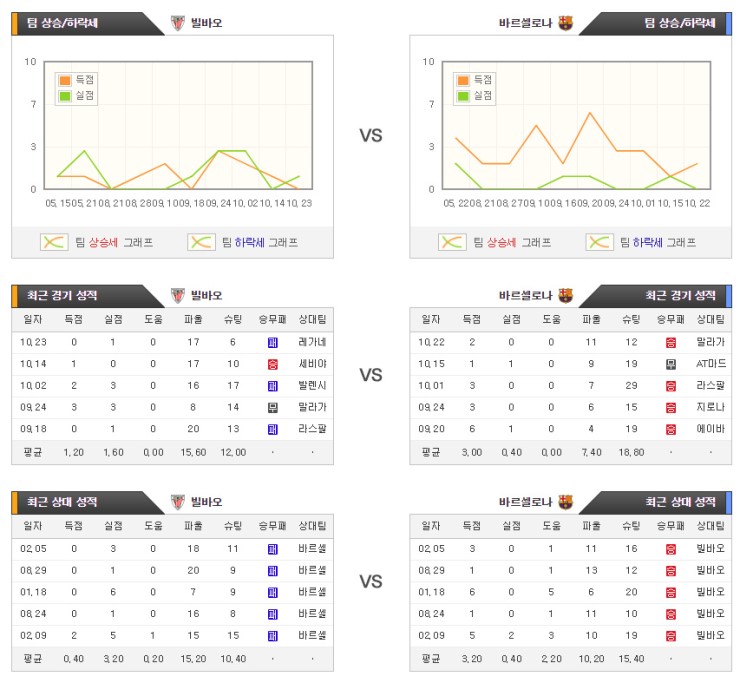 팀 상승/하락세 빌바오
바르셀로나 팀 상승/하락세
10
7
3
0
득점
실점
05, 15 05, 21 08, 21 08, 28 09, 10 09, 18 09, 24 10, 02 10, 14 10, 23
팀 상승세 그래프 팀 하락세 그래프
VS
10
7
3
0
득점
실점
05, 22 08, 21 08, 27 09, 10 09, 16 09, 20 09, 24 10, 01 10, 15 10, 22
팀 상승세 그래프 팀 하락세 그래프
최근 경기 성적 빌바오
일자 득점 실점 도움 파울 슈팅 승무패 상대팀
10,23 0 1 0 17 6 패 레가네
10,14 1 0 0 17 10 승 세비야
10,02 2 3 0 16 17 패 발렌시
09,24 3 3 0 8 14 무 말라가
09,18 0 1 0 20 13 패 라스팔
평균 1,20 1,60 0,00 15,60 12,00 · ·
VS
바르셀로나 최근 경기 성적
일자 득점 실점 도움 파울 슈팅 승무패 상대팀
10,22 2 0 0 11 12 승 말라가
10,15 1 1 0 9 19 무 AT마드
10,01 3 0 0 7 29 승 라스팔
09,24 3 0 0 6 15 승 지로나
09,20 6 1 0 4 19 승 에이바
평균 3,00 0,40 0,00 7,40 18,80 · ·
최근 상대 성적 빌바오
일자 득점 실점 도움 파울 슈팅 승무패 상대팀
02,05 0 3 0 18 11 패 바르셀
08,29 0 1 0 20 9 패 바르셀
01,18 0 6 0 7 9 패 바르셀
08,24 0 1 0 16 8 패 바르셀
02,09 2 5 1 15 15 패 바르셀
평균 0,40 3,20 0,20 15,20 10,40 · ·
VS
바르셀로나 최근 상대 성적
일자 득점 실점 도움 파울 슈팅 승무패 상대팀
02,05 3 0 1 11 16 승 빌바오
08,29 1 0 1 13 12 승 빌바오
01,18 6 0 5 6 20 승 빌바오
08,24 1 0 1 11 10 승 빌바오
02,09 5 2 3 10 19 승 빌바오
평균 3,20 0,40 2,20 10,20 15,40 · ·